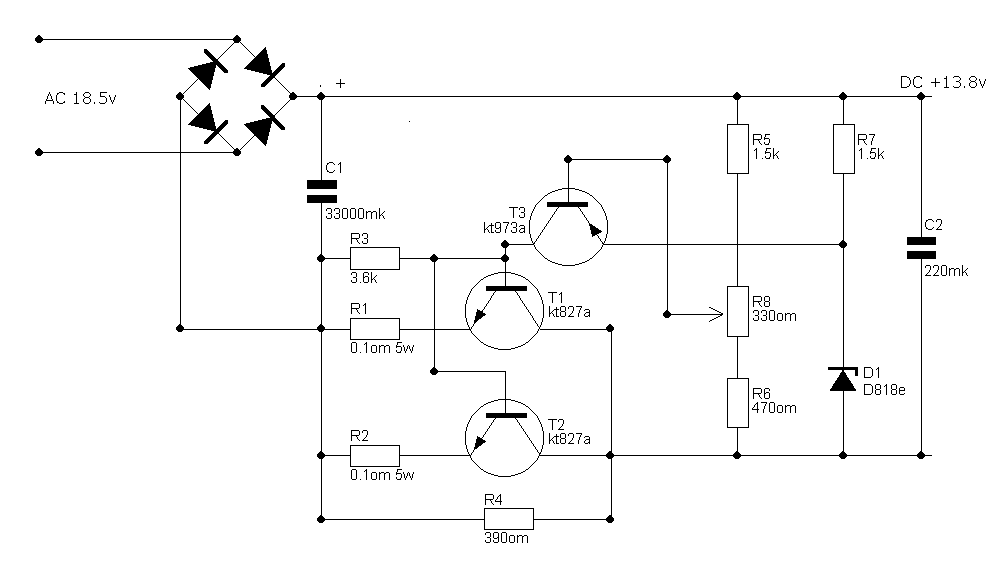 AC 18.5v
+
DC +13.8v
C1
33000mk
R3
3.6k
R1
0.1om 5w
R2
0.1om 5w
R4
390om
T3
kt973a
T1
kt827a
T2
kt827a
R5
1.5k
R7
1.5k
R8
330om
R6
470om
D1
D818e
C2
220mk